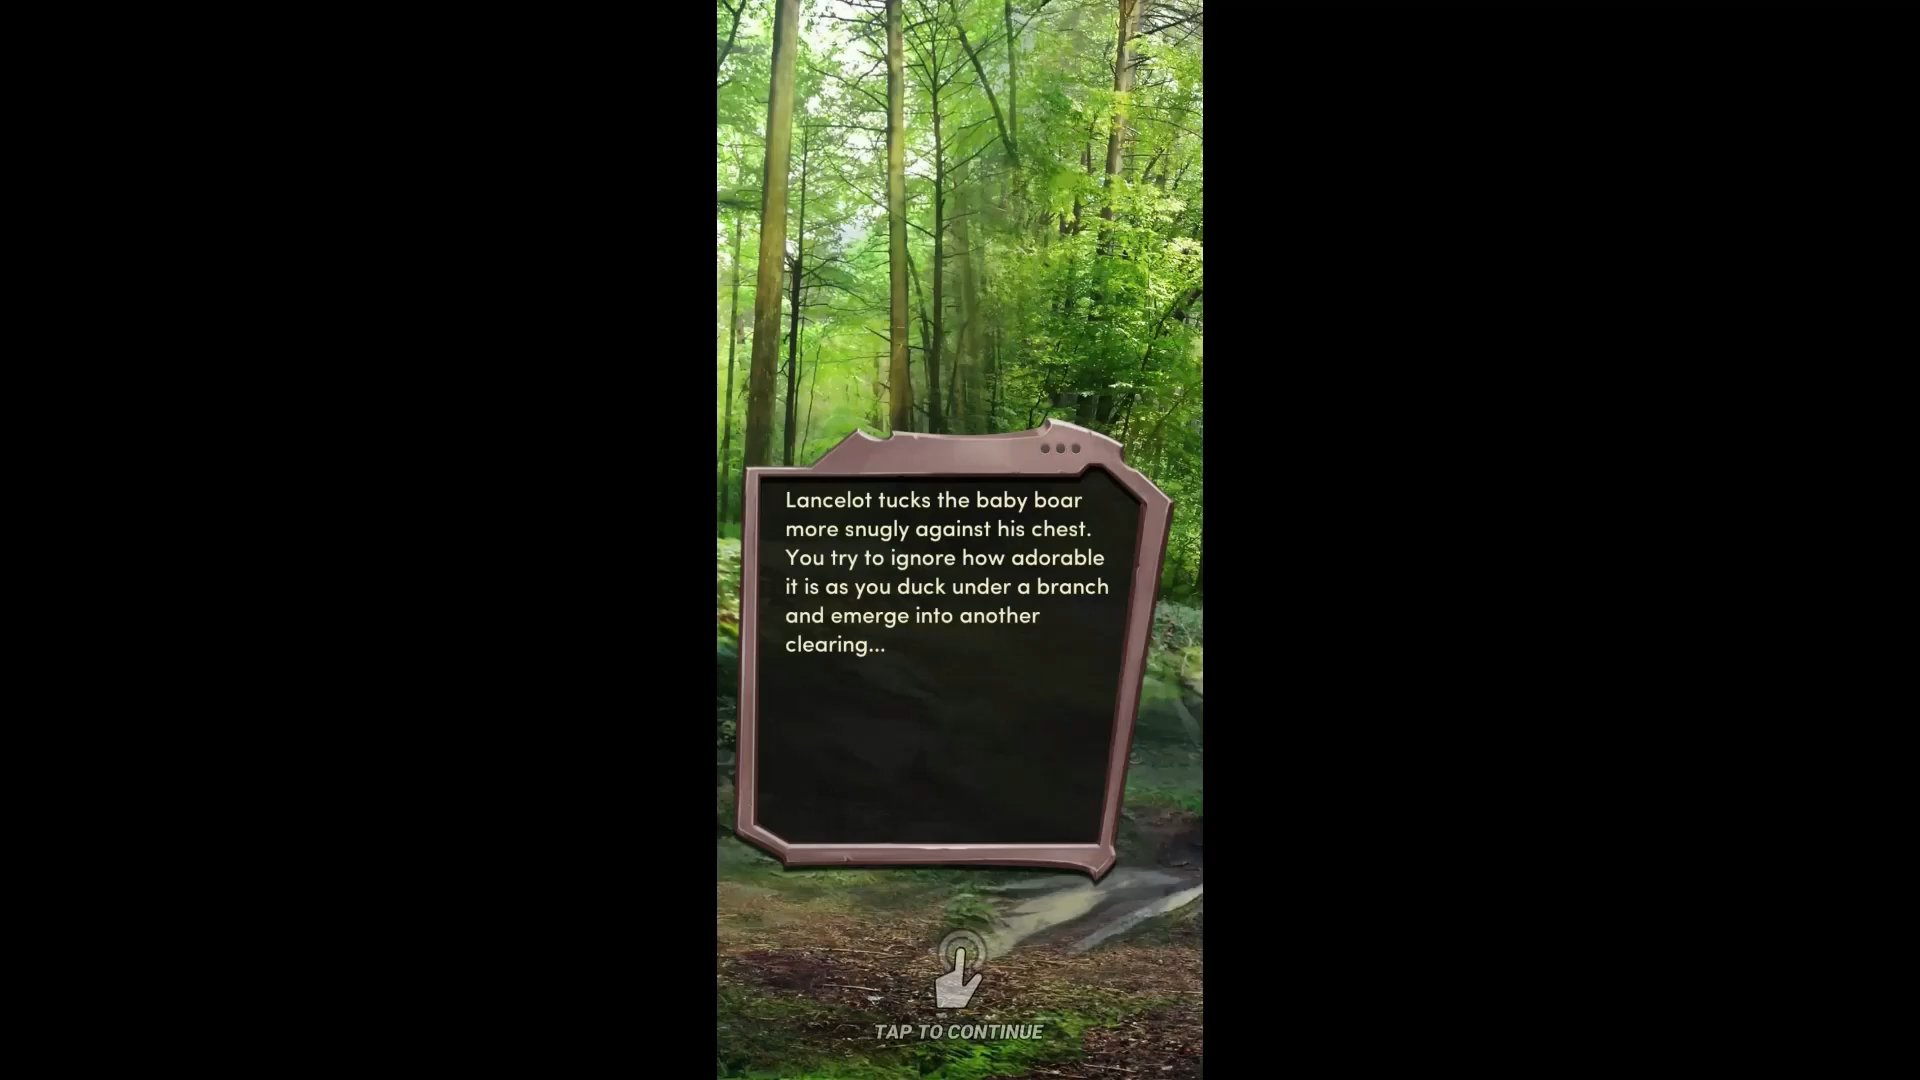 Lancelot tucks the baby boar
more snugly against his chest.
You try to ignore how adorable
it is as you duck under a branch
and emerge into another
clearing...
TAP TO CONTINUE